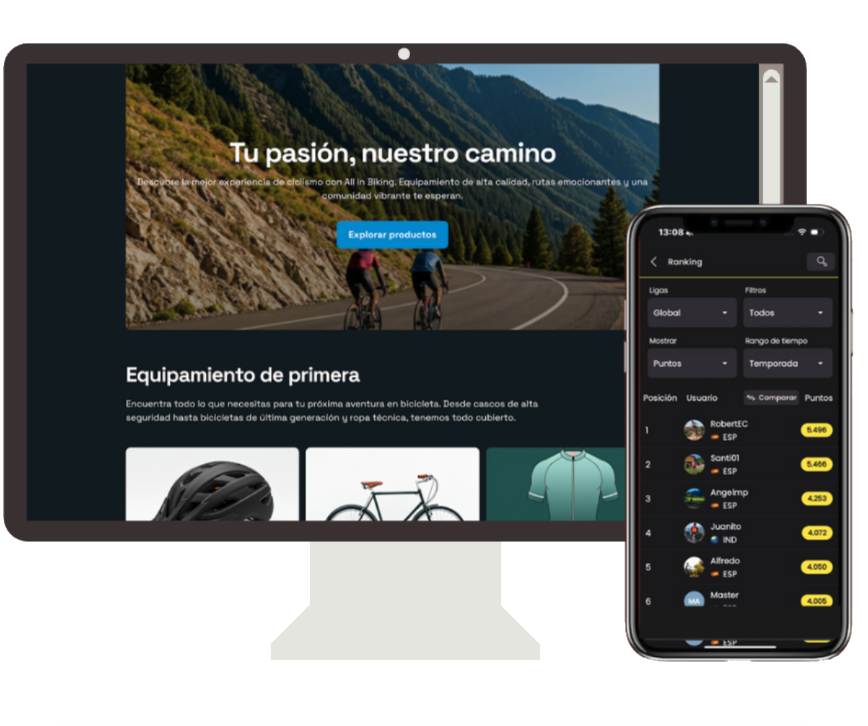 Tu pasión, nuestro camino
Descubre la mejor experiencia de ciclismo con All in Biking. Equipamiento de alta calidad, rutas emocionantes y una
comunidad vibrante te esperan.
Explorar productos
Equipamiento de primera
Encuentra todo lo que necesitas para tu próxima aventura en bicicleta. Desde cascos de alta
seguridad hasta bicicletas de última generación y ropa técnica, tenemos todo cubierto.
13:08
Ranking
Ligas Filtros
Global Todos
Mostrar Rango de tiempo
Puntos Temporada
Posición Usuario Comparar Puntos
1 RobertEC 5.496
ESP
2 Santi01 5.466
ESP
3 Angelmp 4.253
ESP
4 Juanito 4.072
IND
5 Alfredo 4.050
ESP
6 MA Master 4.005
ESP